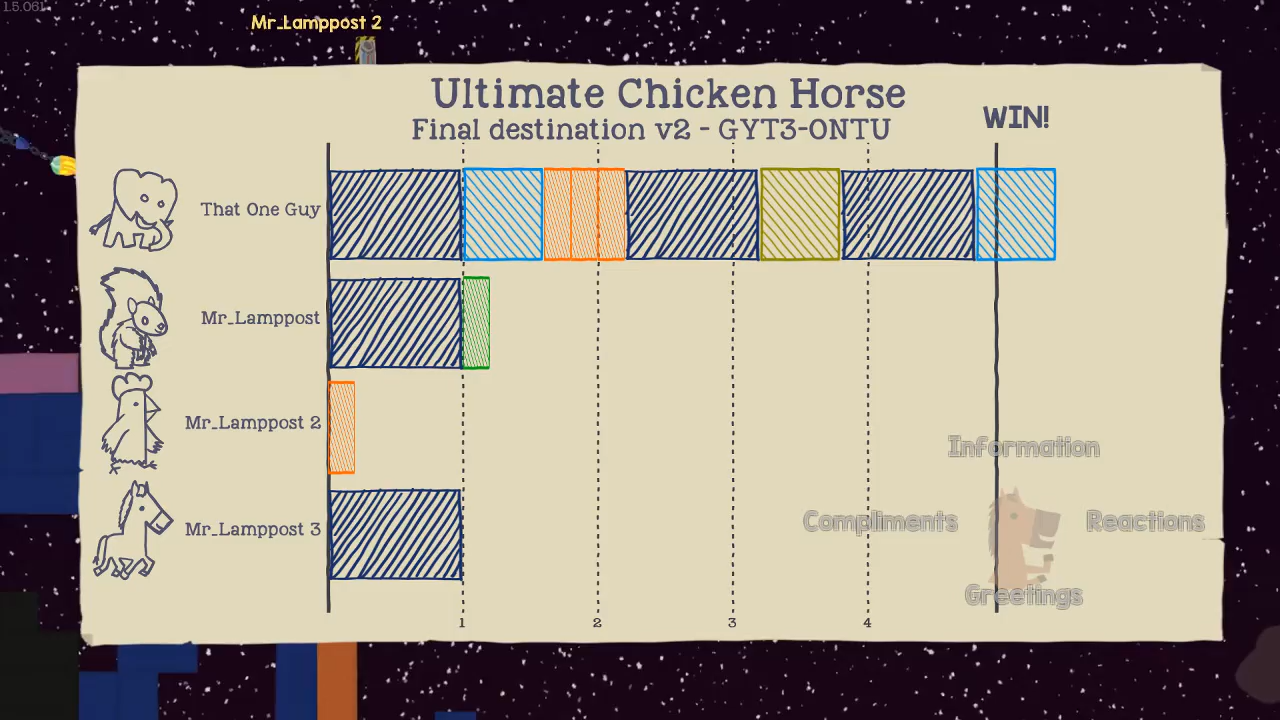 1.5.061
Mr_Lamppost 2
Ultimate Chicken Horse
Final destination v2 - GYT3-0NTU
WIN!
That One Guy
Mr_Lamppost
Mr_Lamppost 2
Mr_Lamppost 3
Information
Compliments
Reactions
Greetings
1 2 3 4